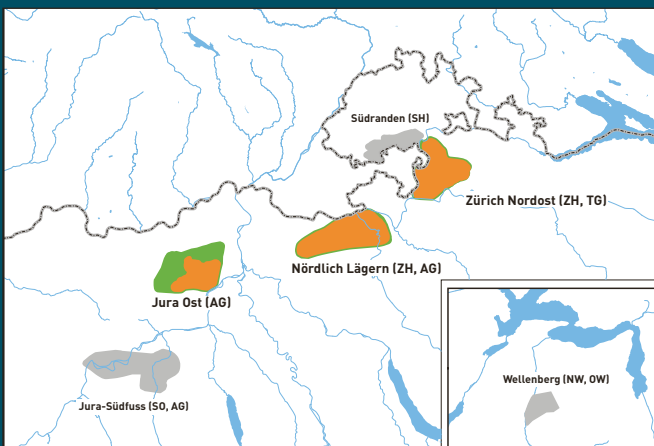 Südranden (SH)
Zürich Nordost (ZH, TG)
Nördlich Lägern (ZH, AG)
Jura Ost (AG)
Jura-Südfuss (SO, AG)
Wellenberg (NW, OW)